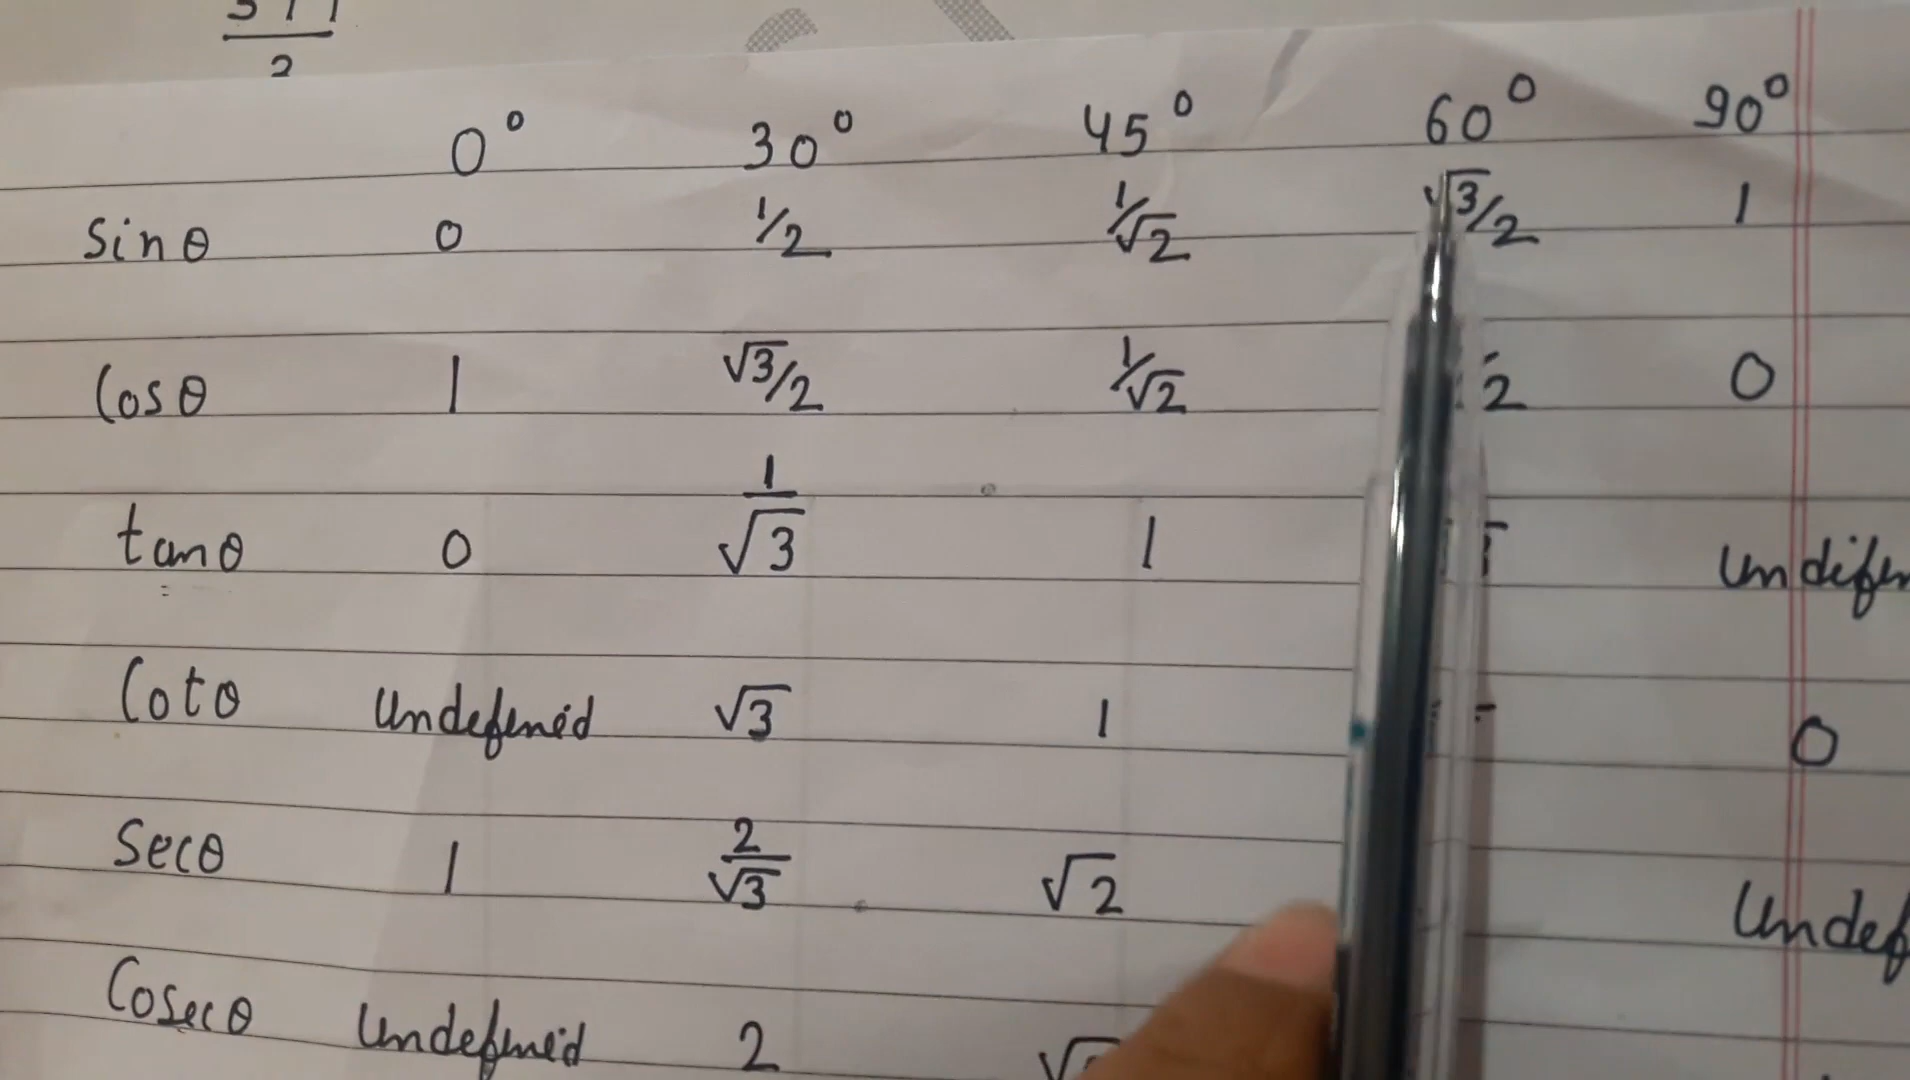 2
0° 30° 45° 60° 90°
Sinθ 0 1/2 1/√2 √3/2 1
Cosθ 1 √3/2 1/√2 2 0
tanθ 0 1/√3 1
Cotθ undefined √3 1 0
Secθ 1 2/√3 √2 Undef
Cosecθ Undefined 2